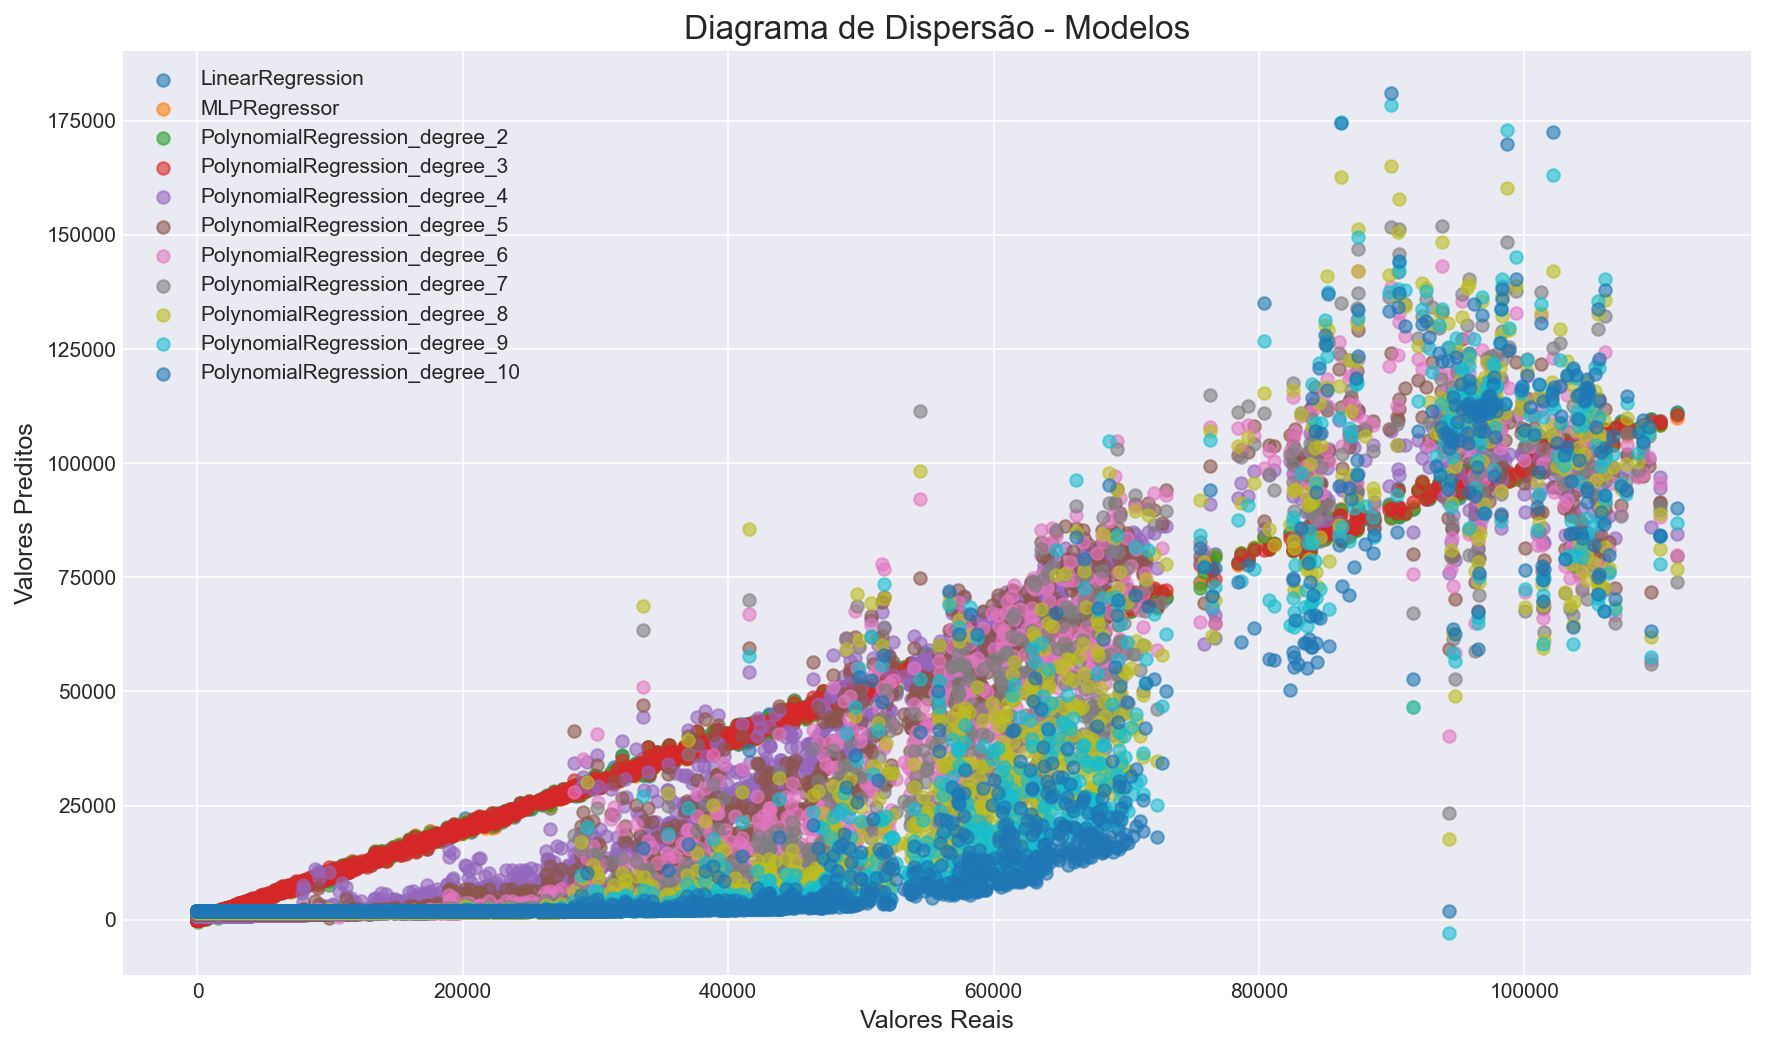 Diagrama de Dispersão - Modelos
LinearRegression
MLPRegressor
PolynomialRegression_degree_2
PolynomialRegression_degree_3
PolynomialRegression_degree_4
PolynomialRegression_degree_5
PolynomialRegression_degree_6
PolynomialRegression_degree_7
PolynomialRegression_degree_8
PolynomialRegression_degree_9
PolynomialRegression_degree_10
Valores Preditos
175000
150000
125000
100000
75000
50000
25000
0
0 20000 40000 60000 80000 100000
Valores Reais